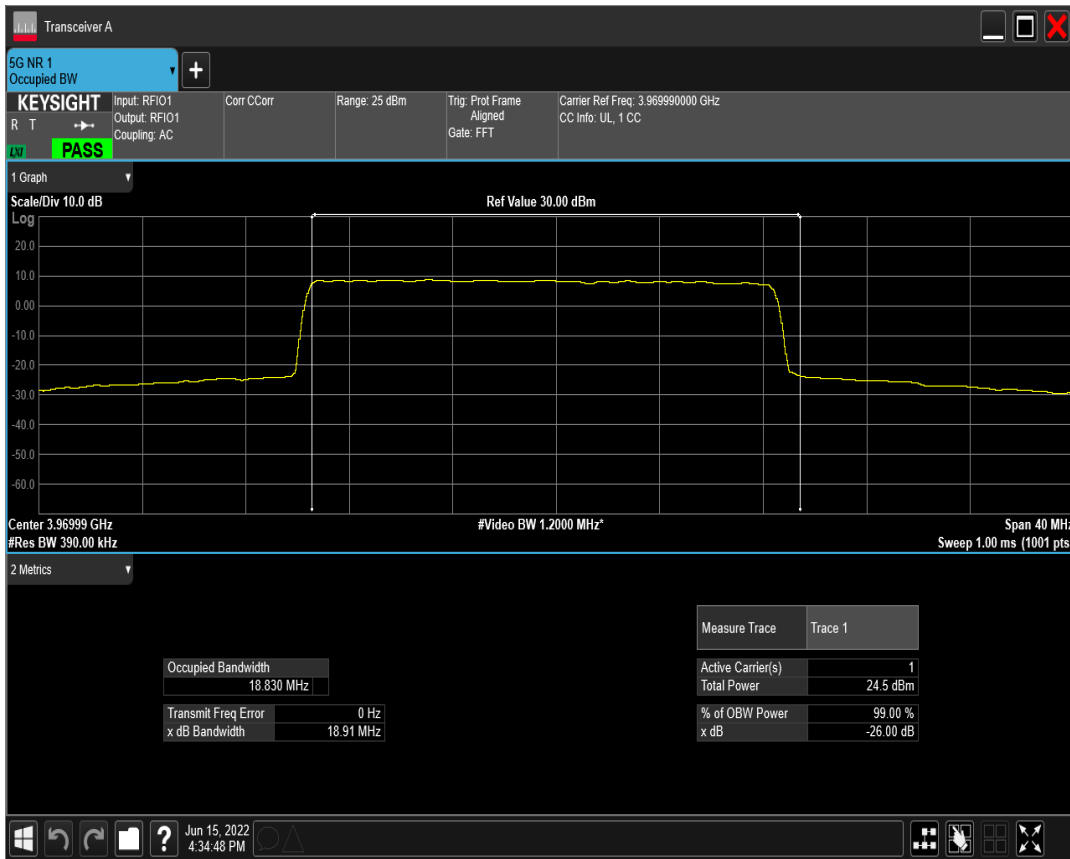 Transceiver A
5G NR 1
Occupied BW
+
KEYSIGHT
R T
LXI
PASS
Input: RFIO1
Output: RFIO1
Coupling: AC
Corr CCorr
Range: 25 dBm
Trig: Prot Frame
Aligned
Gate: FFT
Carrier Ref Freq: 3.969990000 GHz
CC Info: UL, 1 CC
1 Graph
Scale/Div 10.0 dB
Ref Value 30.00 dBm
Log
20.0
10.0
0.00
-10.0
-20.0
-30.0
-40.0
-50.0
-60.0
Center 3.96999 GHz
#Video BW 1.2000 MHz*
Span 40 MHz
#Res BW 390.00 kHz
Sweep 1.00 ms (1001 pts
2 Metrics
Measure Trace Trace 1
Occupied Bandwidth
18.830 MHz
Active Carrier(s) 1
Total Power 24.5 dBm
Transmit Freq Error 0 Hz
x dB Bandwidth 18.91 MHz
% of OBW Power 99.00 %
x dB -26.00 dB
?
Jun 15, 2022
4:34:48 PM